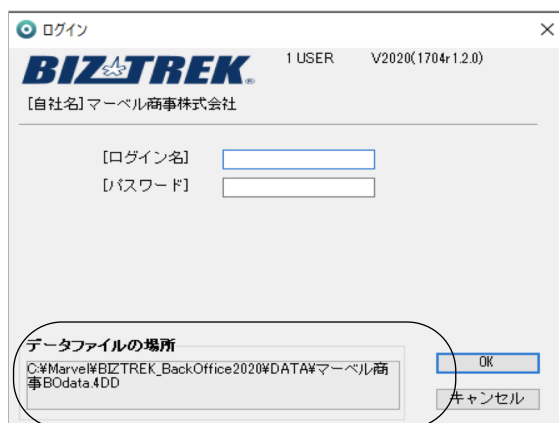 ログイン
BIZ☆TREK. 1 USER V2020(1704r1.2.0)
[自社名]マーベル商事株式会社
[ログイン名]
[パスワード]
データファイルの場所
C:¥Marvel¥BIZTREK_BackOffice2020¥DATA¥マーベル商
事BOdata.4DD
OK
キャンセル